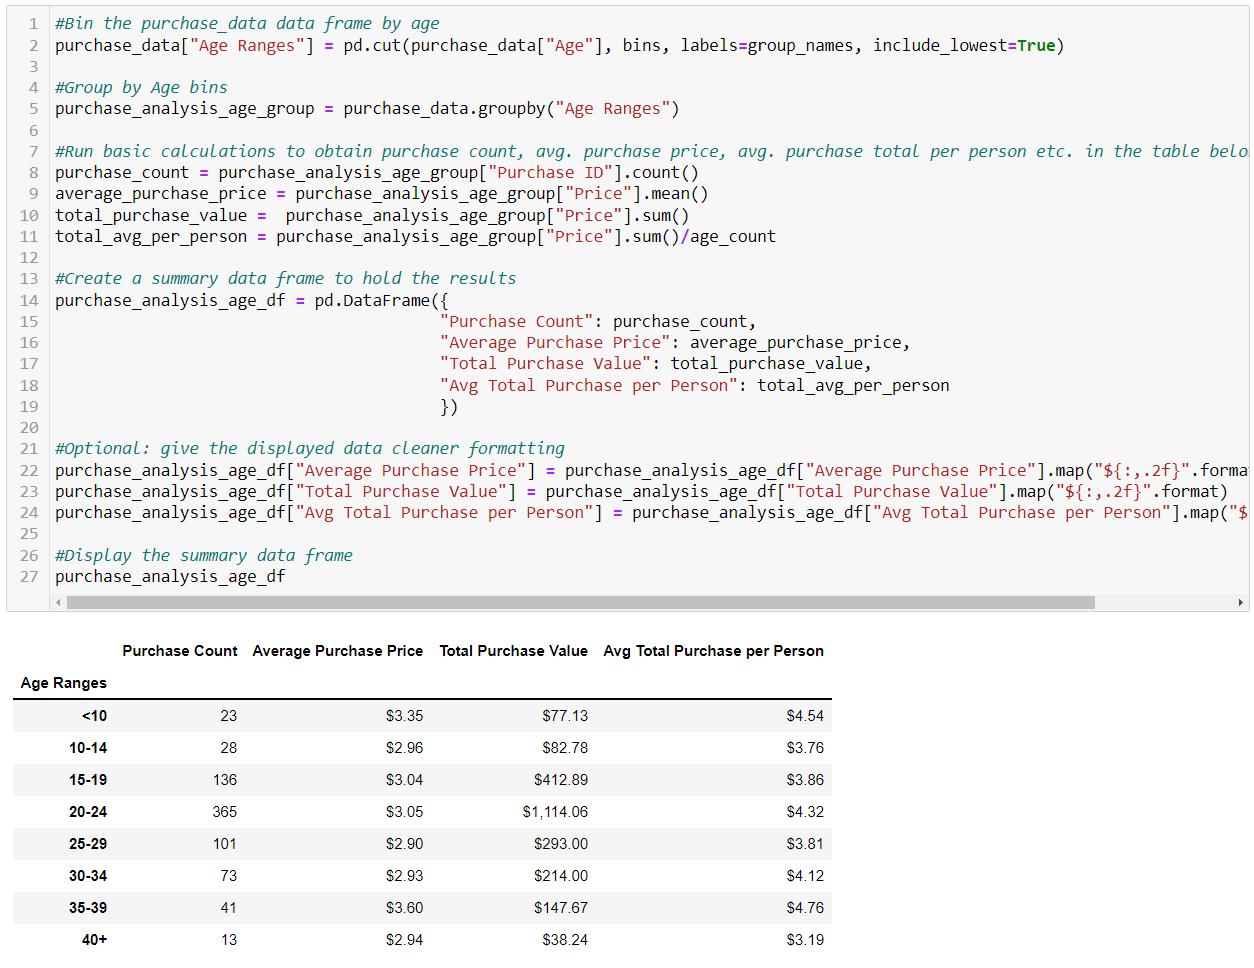 1 #Bin the purchase_data data frame by age
2 purchase_data["Age Ranges"] = pd.cut(purchase_data["Age"], bins, labels=group_names, include_lowest=True)
3
4 #Group by Age bins
5 purchase_analysis_age_group = purchase_data.groupby("Age Ranges")
6
7 #Run basic calculations to obtain purchase count, avg. purchase price, avg. purchase total per person etc. in the table belo
8 purchase_count = purchase_analysis_age_group["Purchase ID"].count()
9 average_purchase_price = purchase_analysis_age_group["Price"].mean()
10 total_purchase_value =  purchase_analysis_age_group["Price"].sum()
11 total_avg_per_person = purchase_analysis_age_group["Price"].sum()/age_count
12
13 #Create a summary data frame to hold the results
14 purchase_analysis_age_df = pd.DataFrame({
15 "Purchase Count": purchase_count,
16 "Average Purchase Price": average_purchase_price,
17 "Total Purchase Value": total_purchase_value,
18 "Avg Total Purchase per Person": total_avg_per_person
19 })
20
21 #Optional: give the displayed data cleaner formatting
22 purchase_analysis_age_df["Average Purchase Price"] = purchase_analysis_age_df["Average Purchase Price"].map("${:,.2f}".forma
23 purchase_analysis_age_df["Total Purchase Value"] = purchase_analysis_age_df["Total Purchase Value"].map("${:,.2f}".format)
24 purchase_analysis_age_df["Avg Total Purchase per Person"] = purchase_analysis_age_df["Avg Total Purchase per Person"].map("$
25
26 #Display the summary data frame
27 purchase_analysis_age_df
Purchase Count Average Purchase Price Total Purchase Value Avg Total Purchase per Person
Age Ranges
<10 23 $3.35 $77.13 $4.54
10-14 28 $2.96 $82.78 $3.76
15-19 136 $3.04 $412.89 $3.86
20-24 365 $3.05 $1,114.06 $4.32
25-29 101 $2.90 $293.00 $3.81
30-34 73 $2.93 $214.00 $4.12
35-39 41 $3.60 $147.67 $4.76
40+ 13 $2.94 $38.24 $3.19